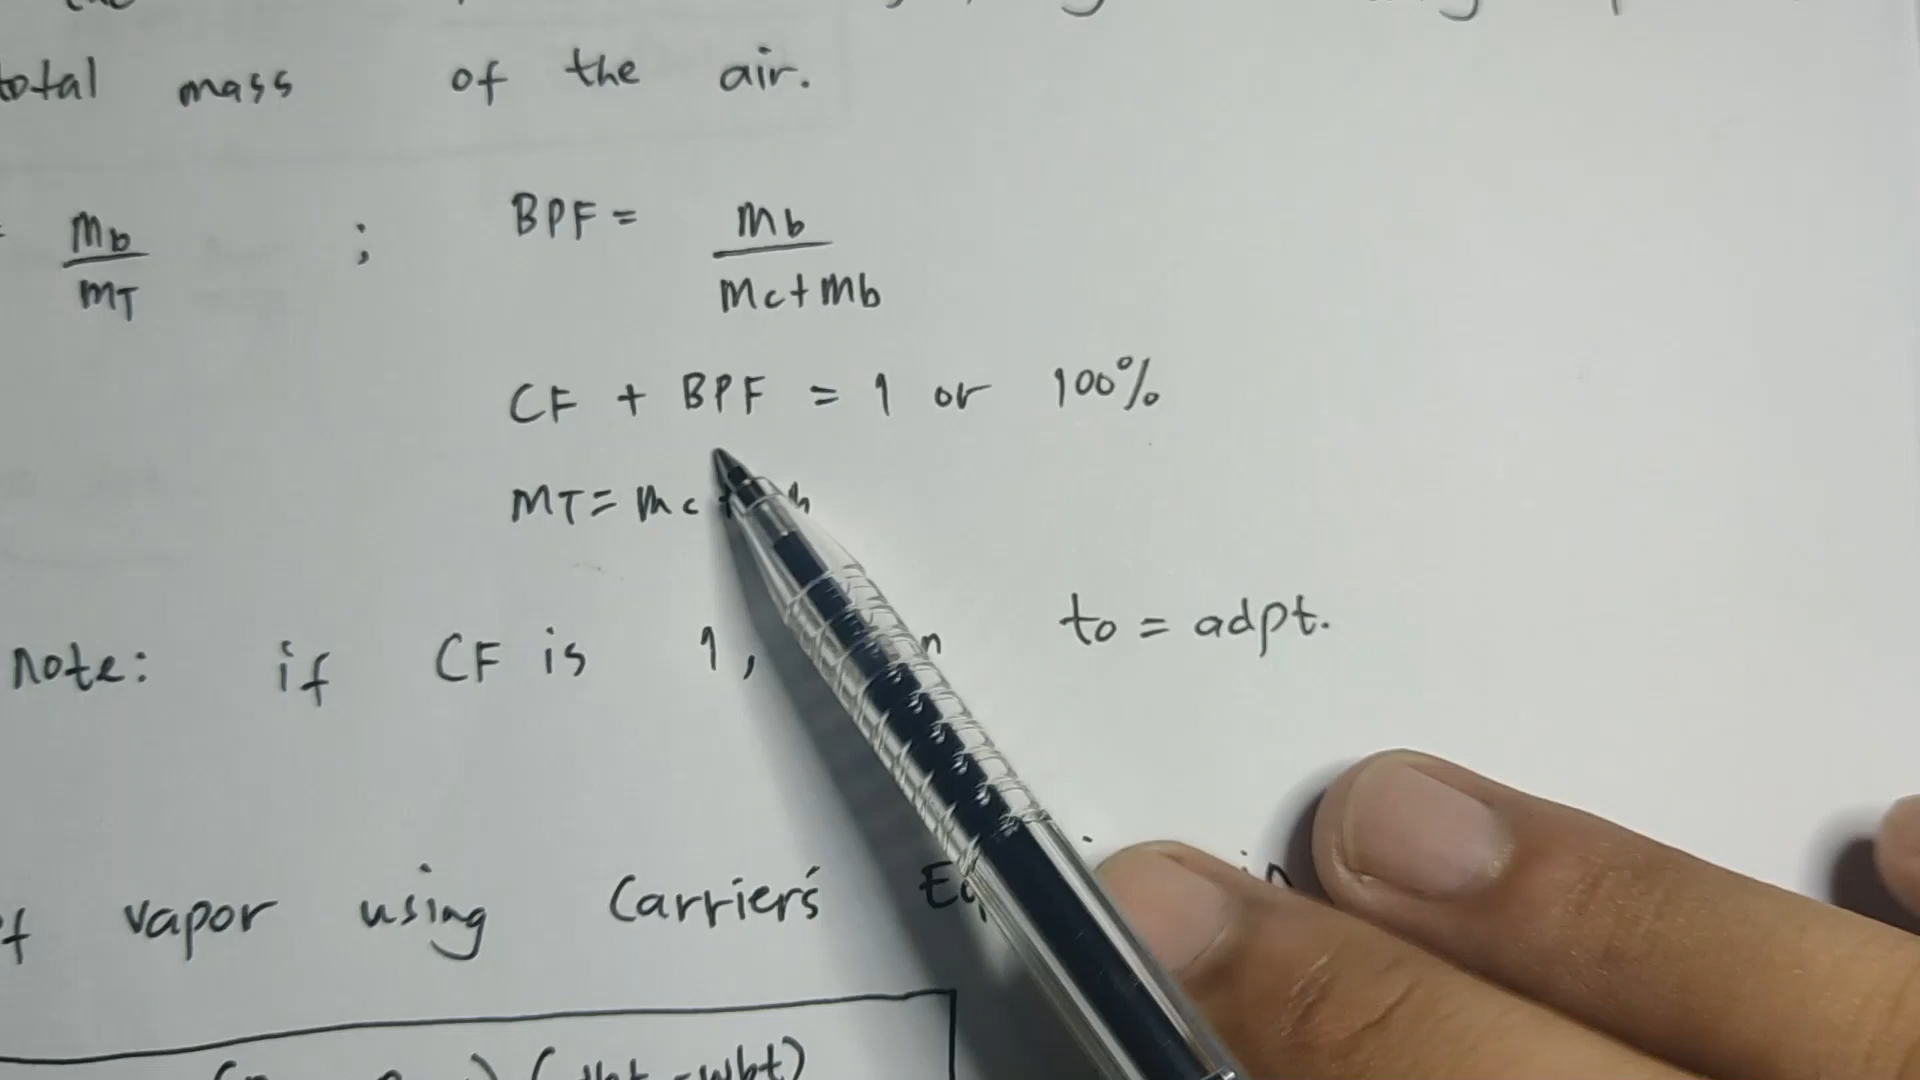 total mass of the air.
mb/mT ; BPF = mb/mc+mb
CF + BPF = 1 or 100%
mT = mc
note: if CF is 1, to = adpt.
vapor using Carrier's